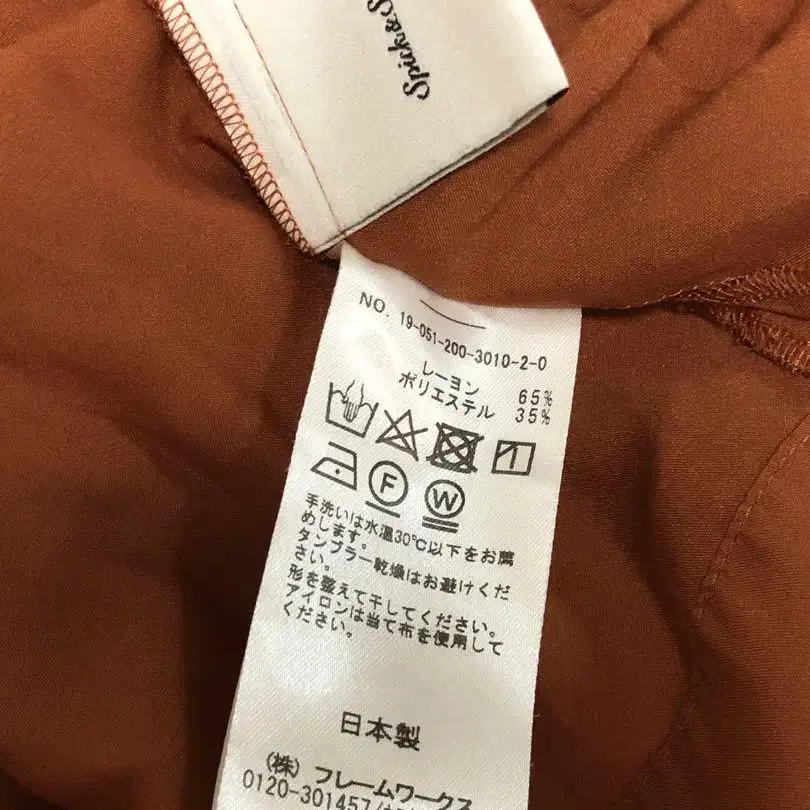 Spick&S
NO. 19-051-200-3010-2-0
レーヨン 65%
ポリエステル 35%
1
F W
手洗いは水温30℃以下をお薦
めします。
タンブラー乾燥はお避けくだ
さい。
形を整えて干してください。
アイロンは当て布を使用して
ください。
日本製
(株) フレームワークス
0120-301457